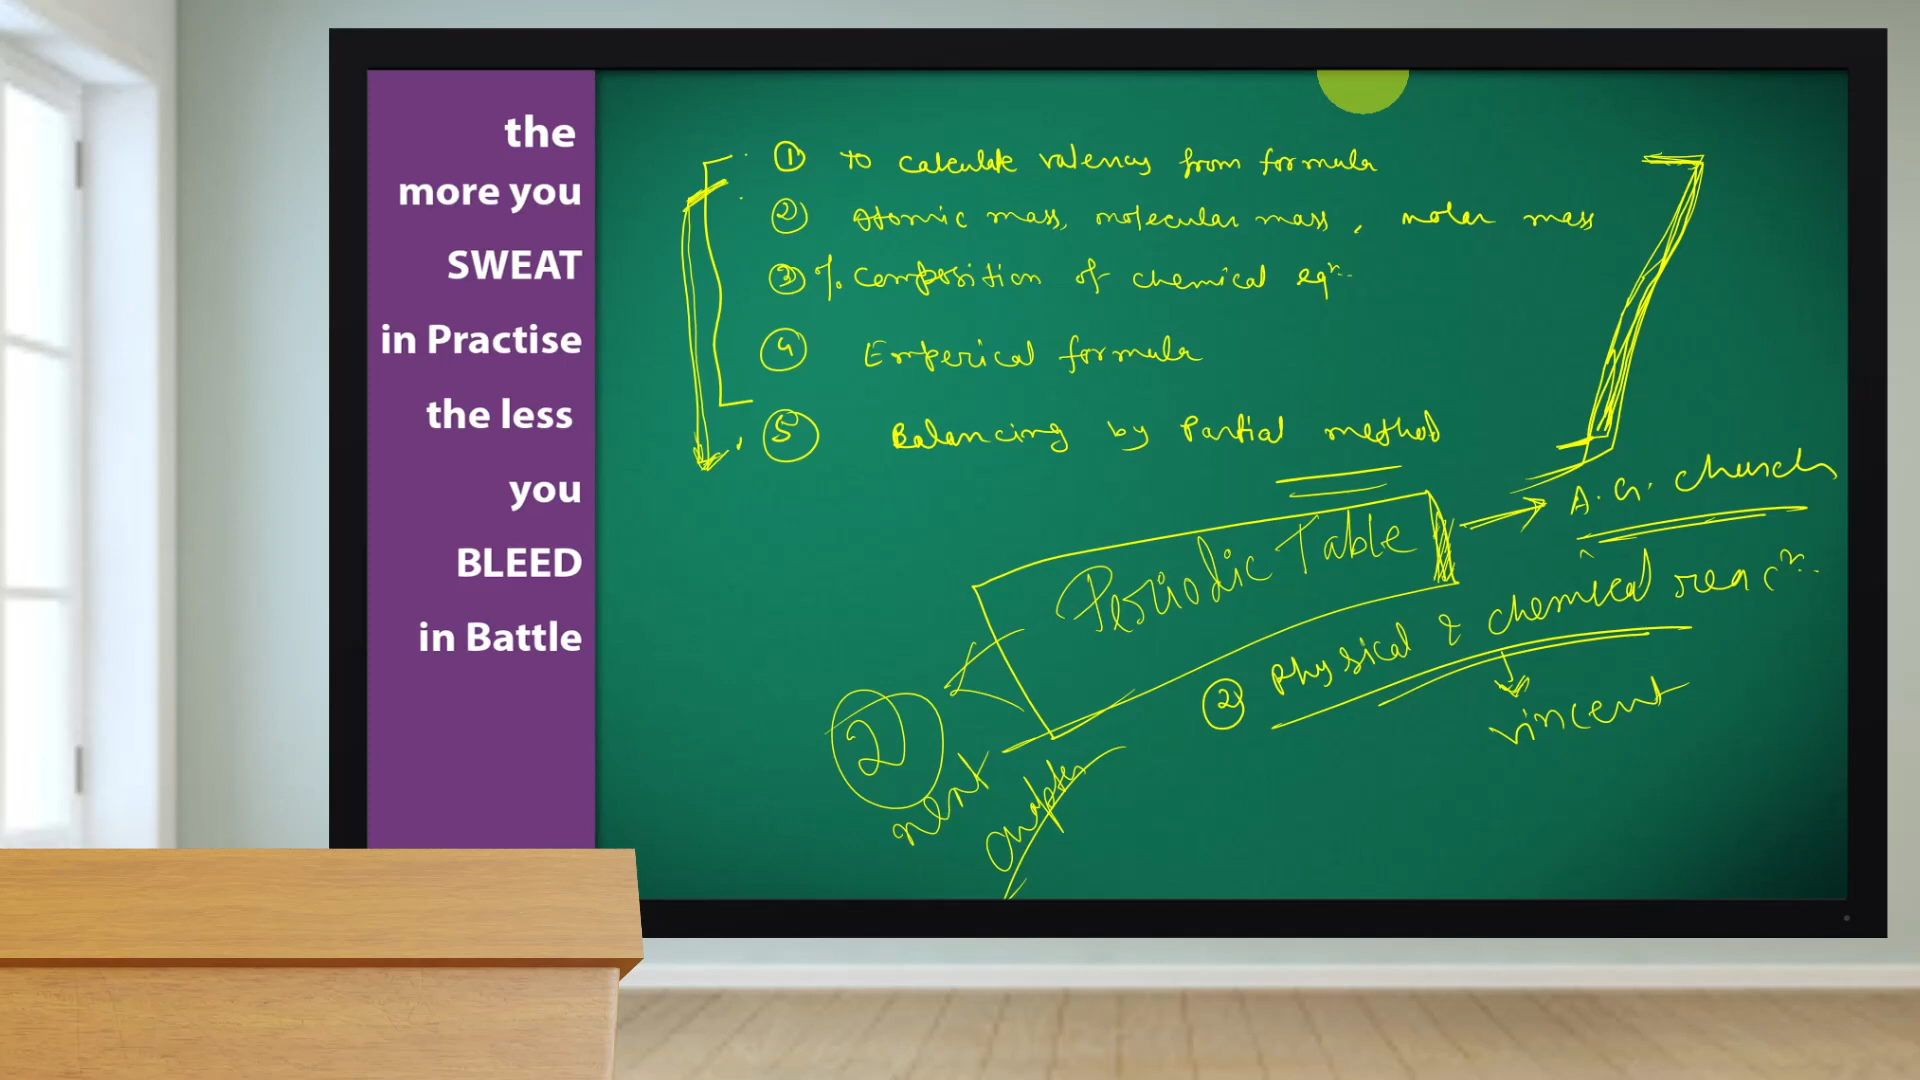 the
more you
SWEAT
in Practise
the less
you
BLEED
in Battle
① to calculate valency from formula
② Atomic mass, molecular mass, molar mass
③ % Composition of chemical eqn..
④ Emperical formula
⑤ Balancing by Partial method
Periodic Table → A.G. church
② Physical & chemical reacn..
vincent
2
next